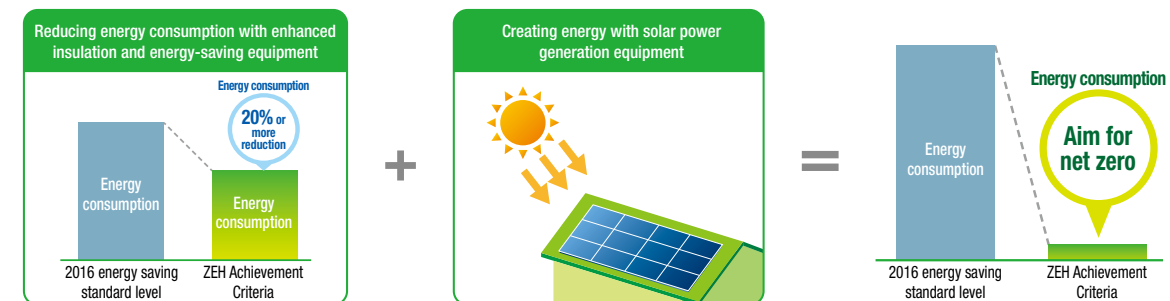 Reducing energy consumption with enhanced
insulation and energy-saving equipment
Energy consumption
20% or
more
reduction
Energy
consumption
Energy
consumption
2016 energy saving
standard level
ZEH Achievement
Criteria
+
Creating energy with solar power
generation equipment
=
Energy consumption
Aim for
net zero
Energy
consumption
2016 energy saving
standard level
ZEH Achievement
Criteria